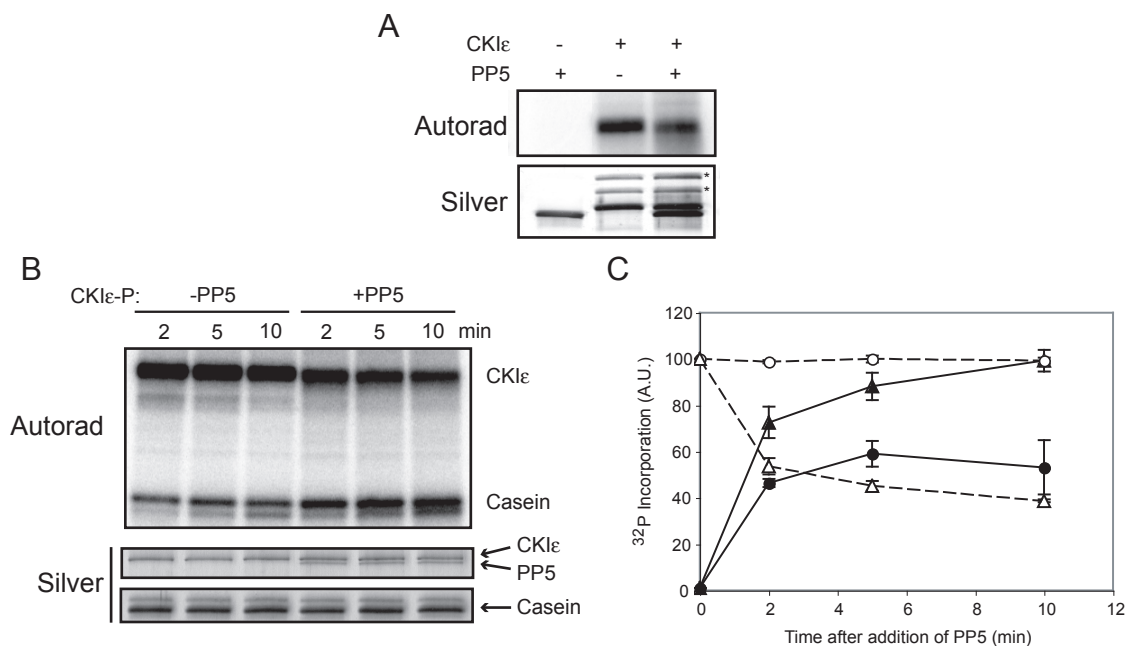 A
CKIε - + +
PP5 + - +
Autorad
Silver
*
*
B
CKIε-P: -PP5 +PP5
2 5 10 2 5 10 min
Autorad
CKIε
Casein
Silver
CKIε
PP5
Casein
C
³²P Incorporation (A.U.)
120
100
80
60
40
20
0
0 2 4 6 8 10 12
Time after addition of PP5 (min)